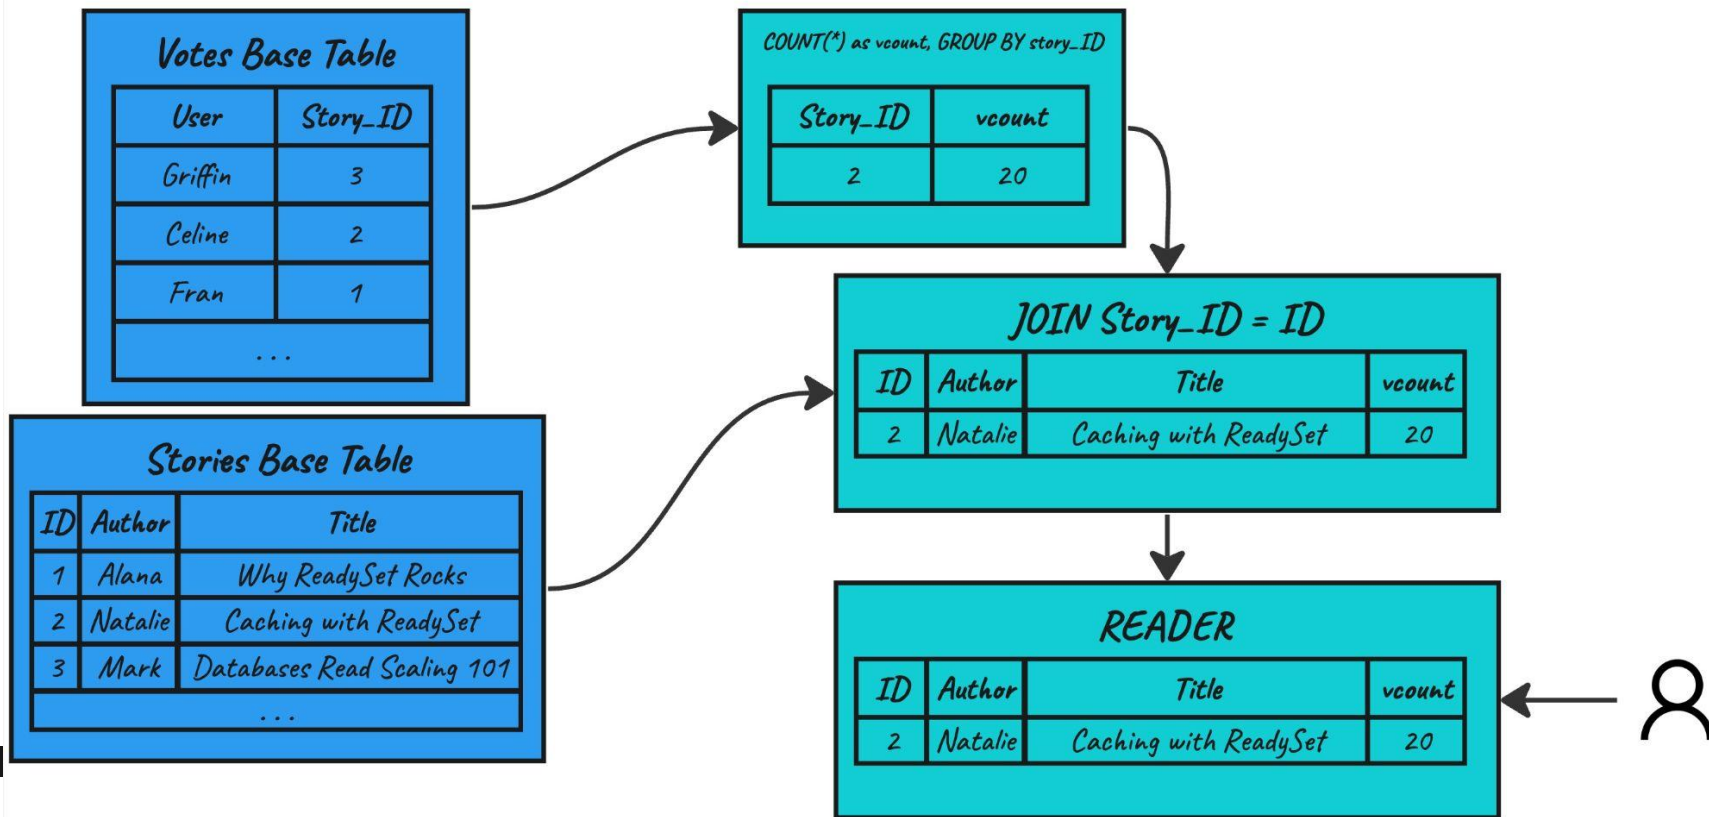 Votes Base Table
User Story_ID
Griffin 3
Celine 2
Fran 1
...
Stories Base Table
ID Author Title
1 Alana Why ReadySet Rocks
2 Natalie Caching with ReadySet
3 Mark Databases Read Scaling 101
...
COUNT(*) as vcount, GROUP BY story_ID
Story_ID vcount
2 20
JOIN Story_ID = ID
ID Author Title vcount
2 Natalie Caching with ReadySet 20
READER
ID Author Title vcount
2 Natalie Caching with ReadySet 20